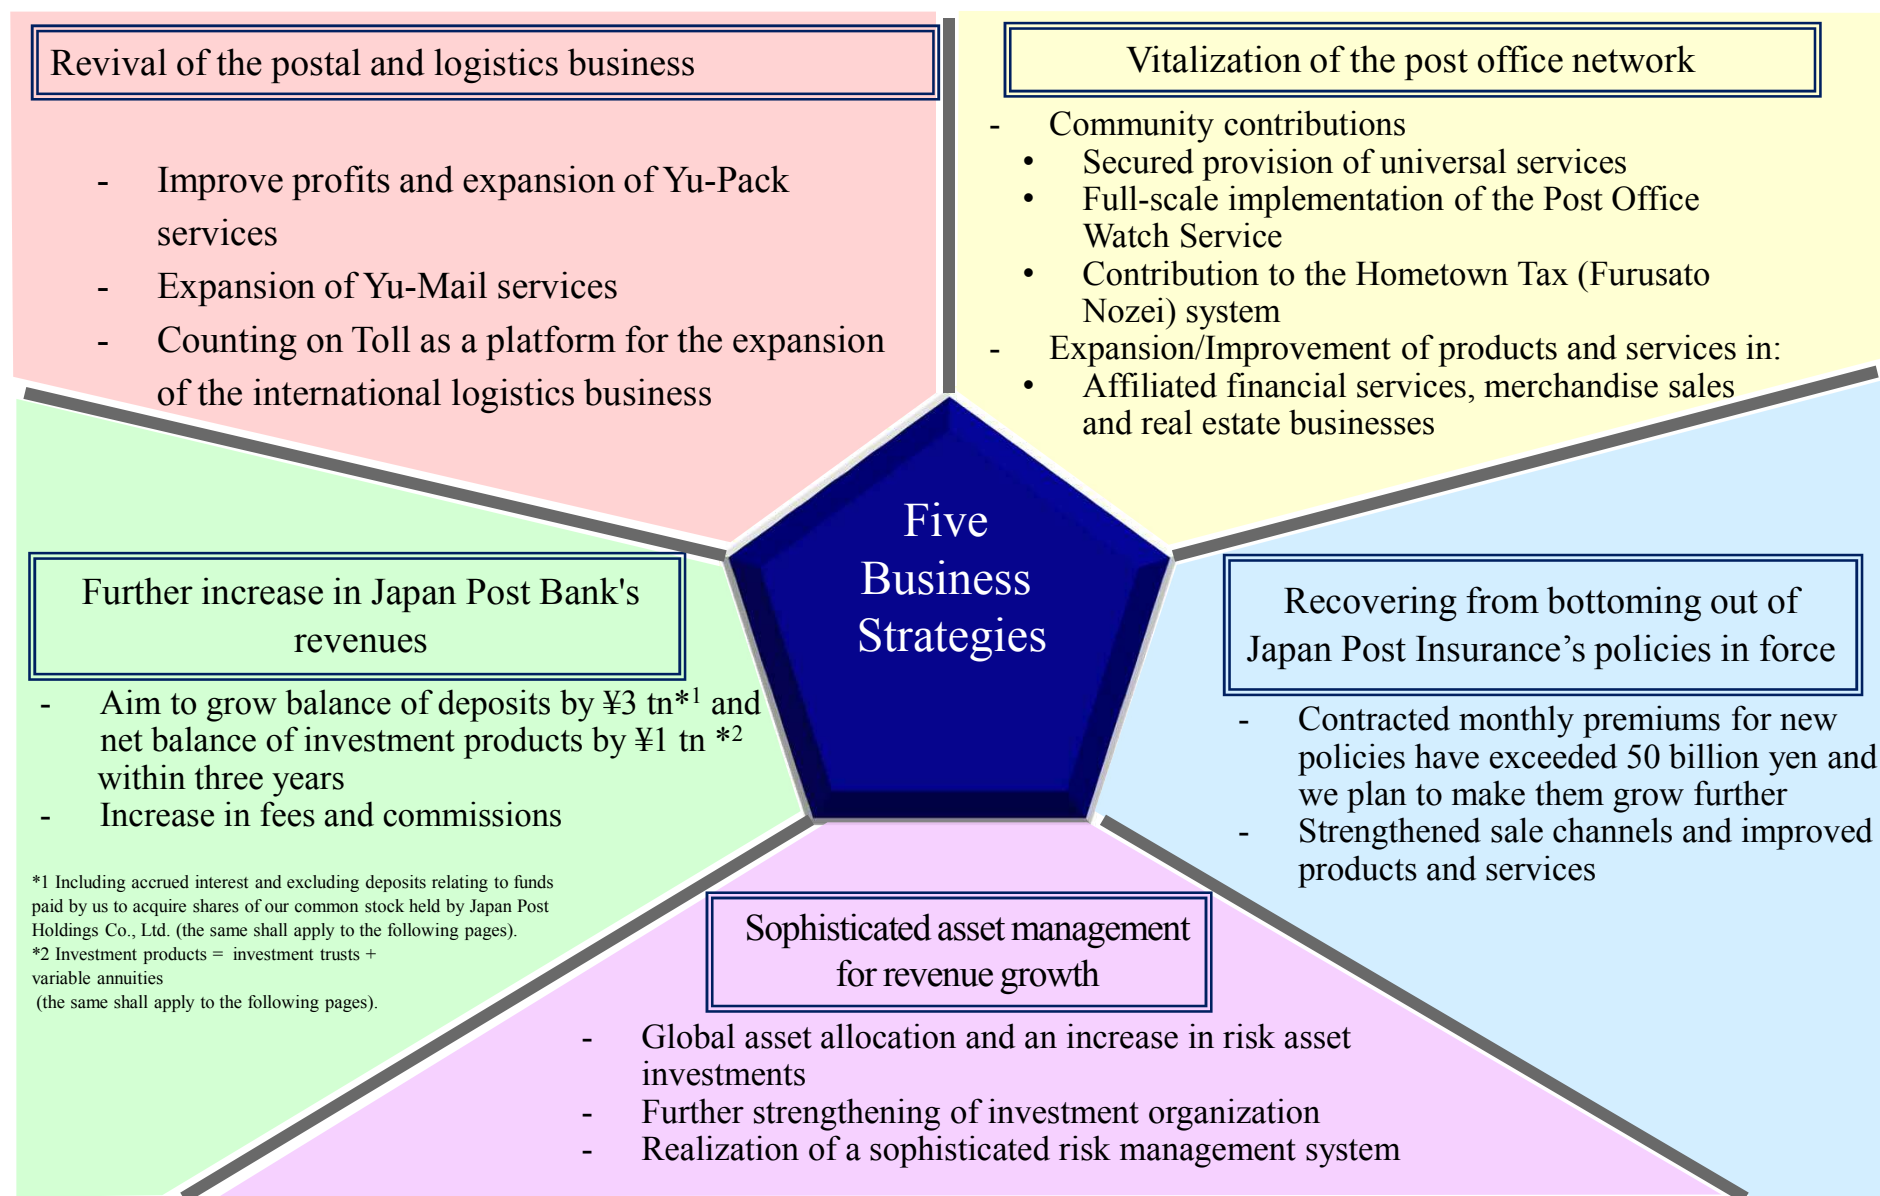 Revival of the postal and logistics business
- Improve profits and expansion of Yu-Pack
services
- Expansion of Yu-Mail services
- Counting on Toll as a platform for the expansion
of the international logistics business
Vitalization of the post office network
- Community contributions
• Secured provision of universal services
• Full-scale implementation of the Post Office
Watch Service
• Contribution to the Hometown Tax (Furusato
Nozei) system
- Expansion/Improvement of products and services in:
• Affiliated financial services, merchandise sales
and real estate businesses
Five
Business
Strategies
Further increase in Japan Post Bank's
revenues
- Aim to grow balance of deposits by ¥3 tn*1 and
net balance of investment products by ¥1 tn *2
within three years
- Increase in fees and commissions
*1 Including accrued interest and excluding deposits relating to funds
paid by us to acquire shares of our common stock held by Japan Post
Holdings Co., Ltd. (the same shall apply to the following pages).
*2 Investment products = investment trusts +
variable annuities
(the same shall apply to the following pages).
Recovering from bottoming out of
Japan Post Insurance’s policies in force
- Contracted monthly premiums for new
policies have exceeded 50 billion yen and
we plan to make them grow further
- Strengthened sale channels and improved
products and services
Sophisticated asset management
for revenue growth
- Global asset allocation and an increase in risk asset
investments
- Further strengthening of investment organization
- Realization of a sophisticated risk management system